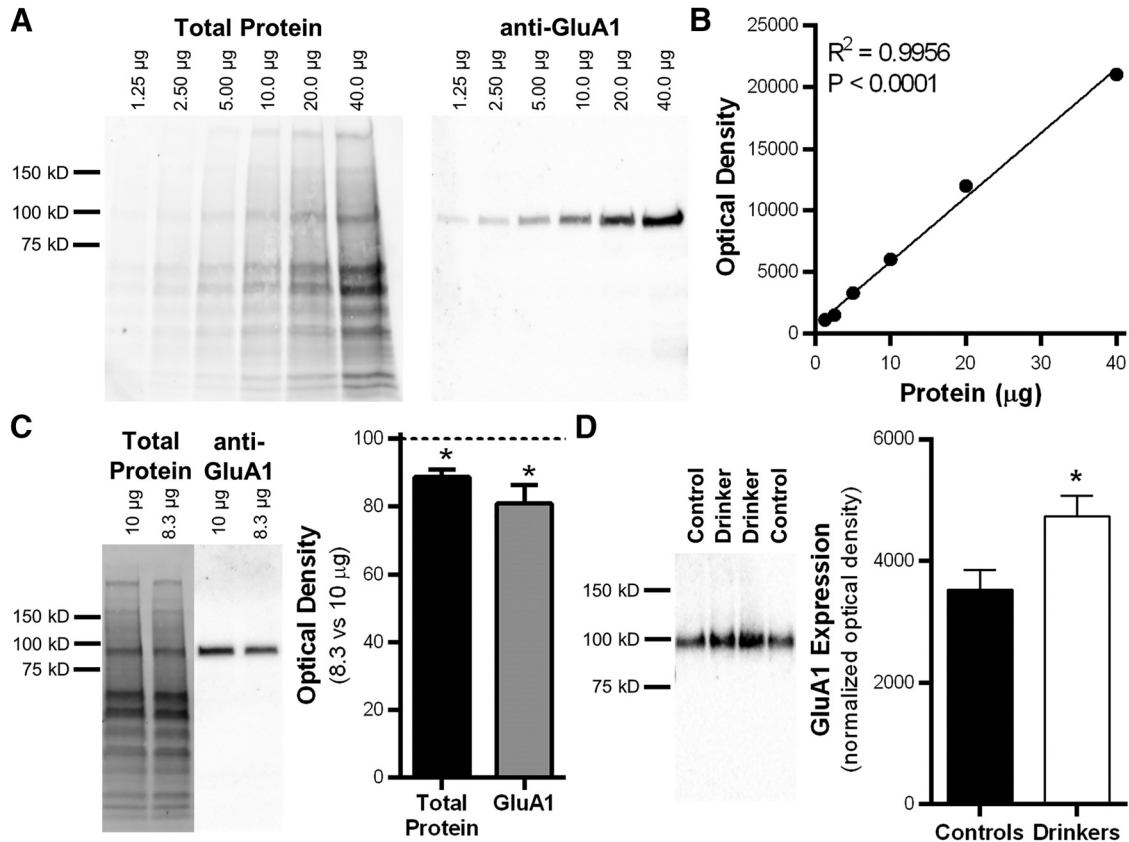 A
Total Protein
anti-GluA1
1.25 µg
2.50 µg
5.00 µg
10.0 µg
20.0 µg
40.0 µg
1.25 µg
2.50 µg
5.00 µg
10.0 µg
20.0 µg
40.0 µg
150 kD
100 kD
75 kD
B
25000
20000
15000
10000
5000
0
Optical Density
R² = 0.9956
P < 0.0001
0
10
20
30
40
Protein (µg)
C
Total
Protein
anti-
GluA1
10 µg
8.3 µg
10 µg
8.3 µg
150 kD
100 kD
75 kD
Optical Density
(8.3 vs 10 µg)
100
80
60
40
20
0
*
*
Total
Protein
GluA1
D
Control
Drinker
Drinker
Control
150 kD
100 kD
75 kD
GluA1 Expression
(normalized optical density)
6000
4000
2000
0
*
Controls
Drinkers